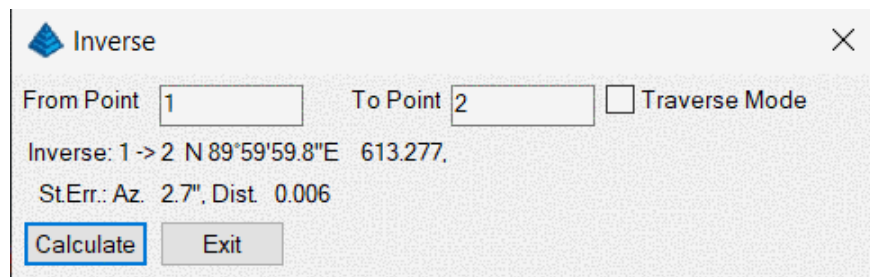 Inverse
From Point 1 To Point 2 Traverse Mode
Inverse: 1 -> 2 N 89°59'59.8"E 613.277,
St.Err.: Az. 2.7", Dist. 0.006
Calculate Exit